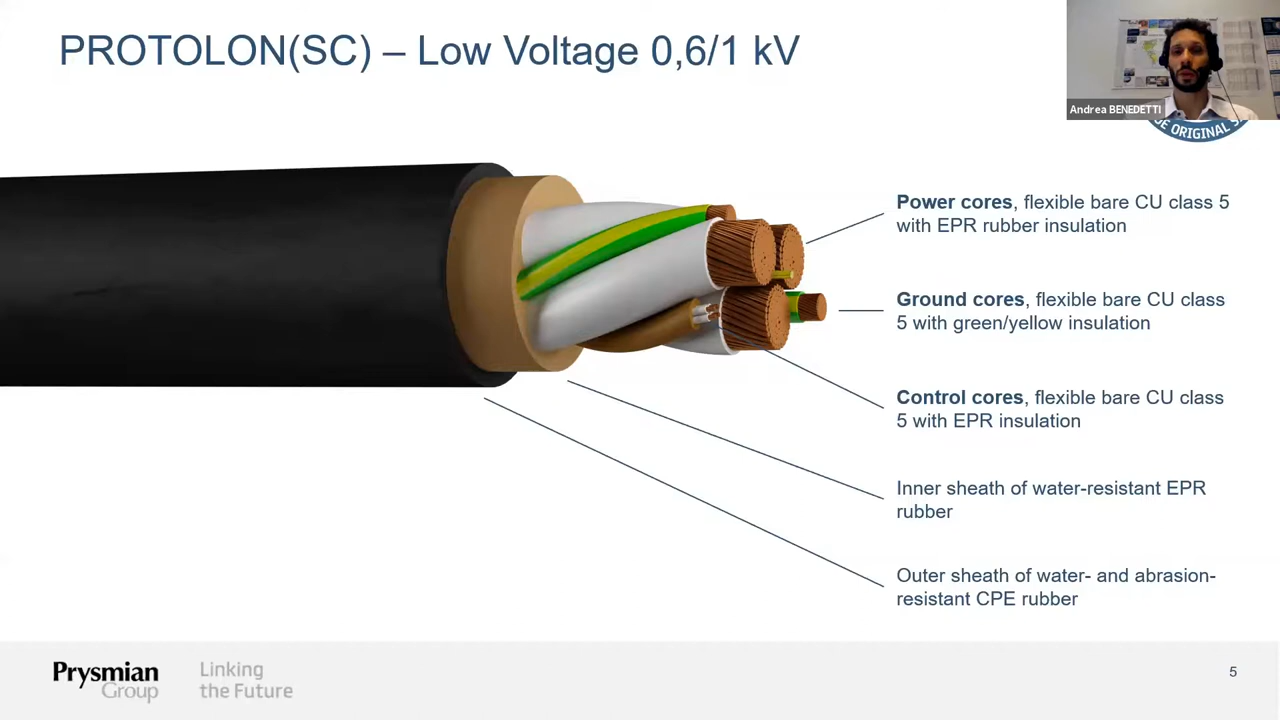 PROTOLON(SC) – Low Voltage 0,6/1 kV
Andrea BENEDETTI
DE ORIGINAL S
Power cores, flexible bare CU class 5
with EPR rubber insulation
Ground cores, flexible bare CU class
5 with green/yellow insulation
Control cores, flexible bare CU class
5 with EPR insulation
Inner sheath of water-resistant EPR
rubber
Outer sheath of water- and abrasion-
resistant CPE rubber
Prysmian
Group
Linking
the Future
5